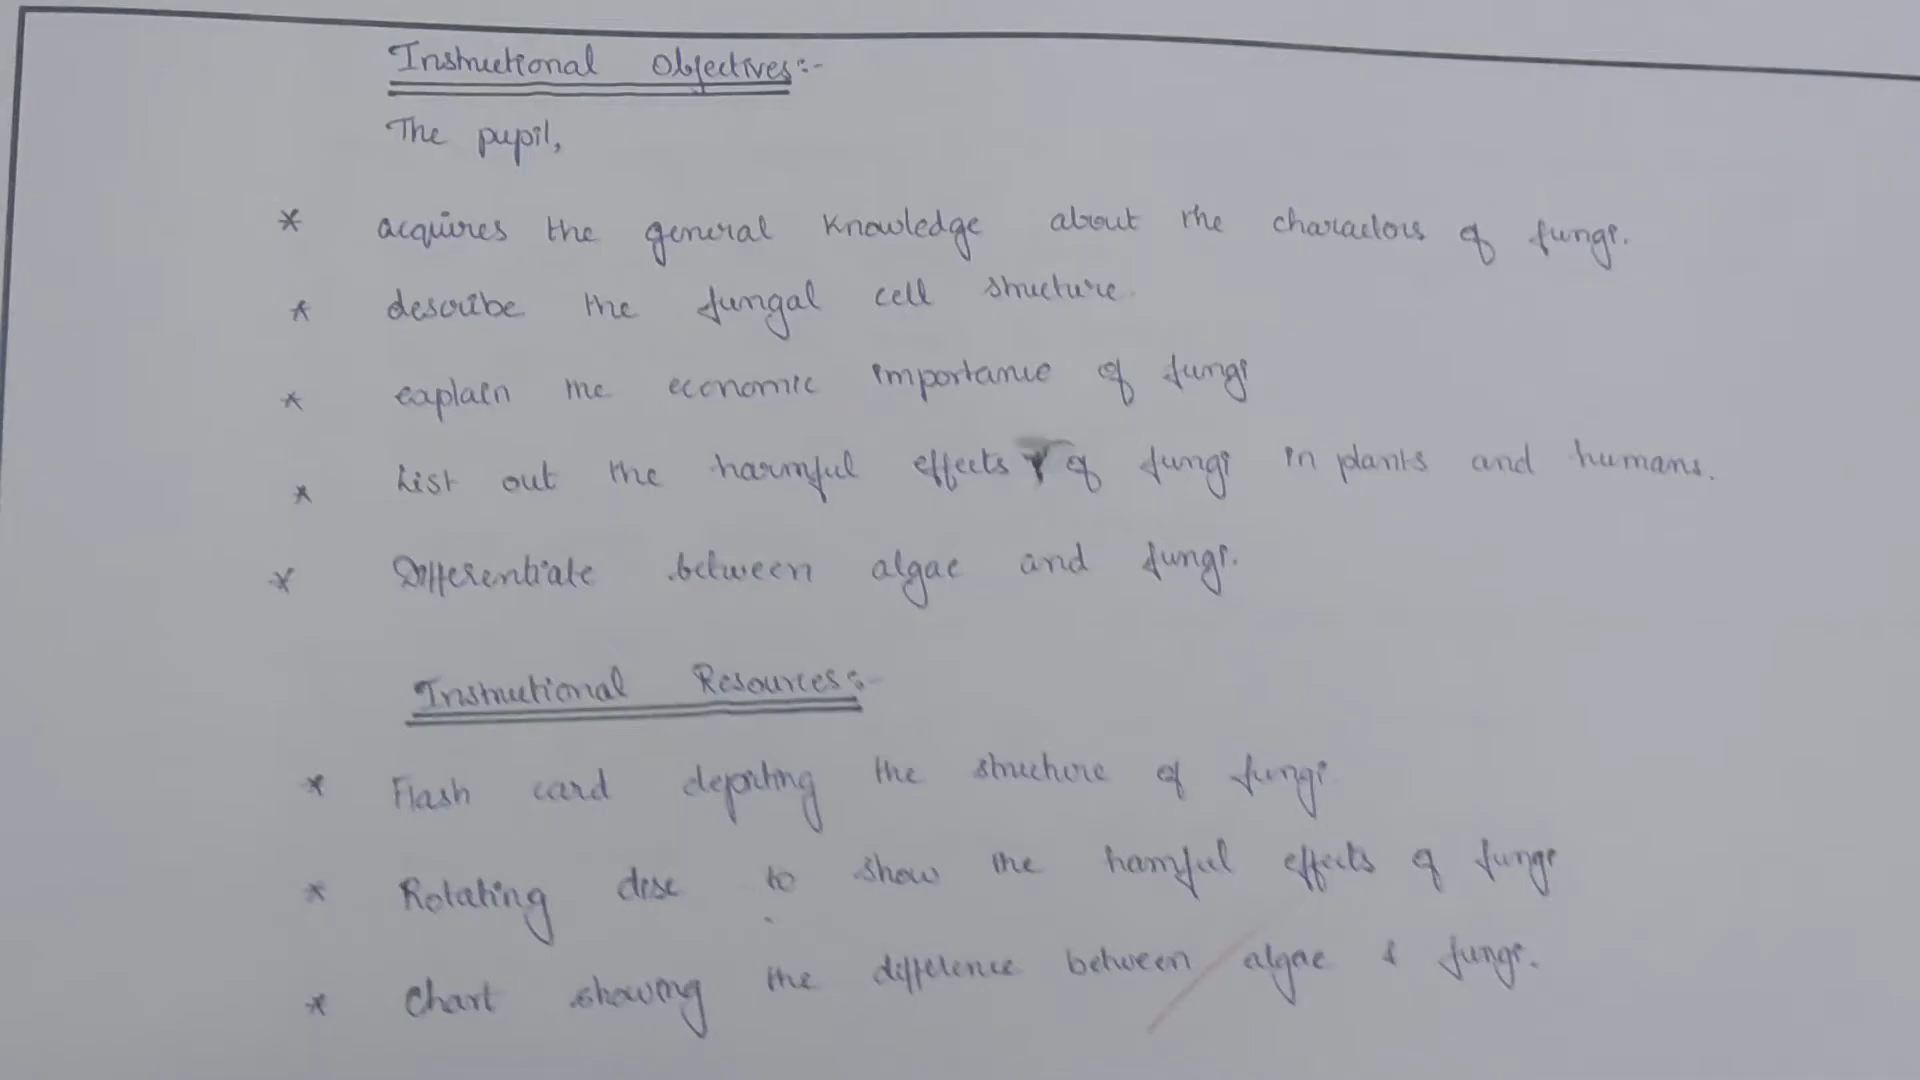 Instructional Objectives:-
The pupil,
* acquires the general knowledge about the charactors of fungi.
* describe the fungal cell structure.
* explain the economic importance of fungi
* List out the harmful effects of fungi in plants and humans.
* Differentiate between algae and fungi.
Instructional Resources:-
* Flash card depicting the structure of fungi
* Rotating disc to show the harmful effects of fungi
* Chart showing the difference between algae & fungi.